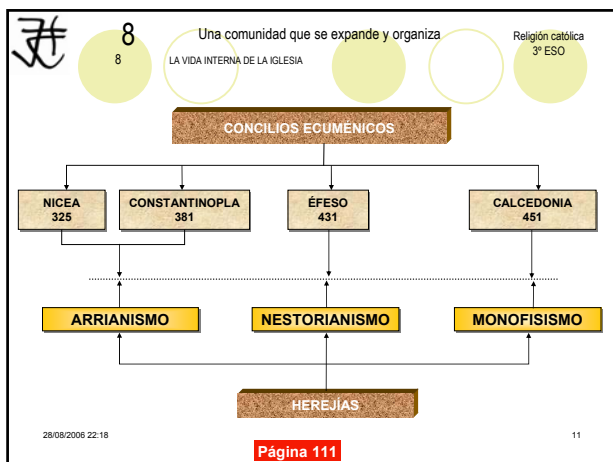 8
Una comunidad que se expande y organiza
Religión católica
3º ESO
8
LA VIDA INTERNA DE LA IGLESIA
CONCILIOS ECUMÉNICOS
NICEA
325
CONSTANTINOPLA
381
ÉFESO
431
CALCEDONIA
451
ARRIANISMO
NESTORIANISMO
MONOFISISMO
HEREJÍAS
28/08/2006 22:18
11
Página 111